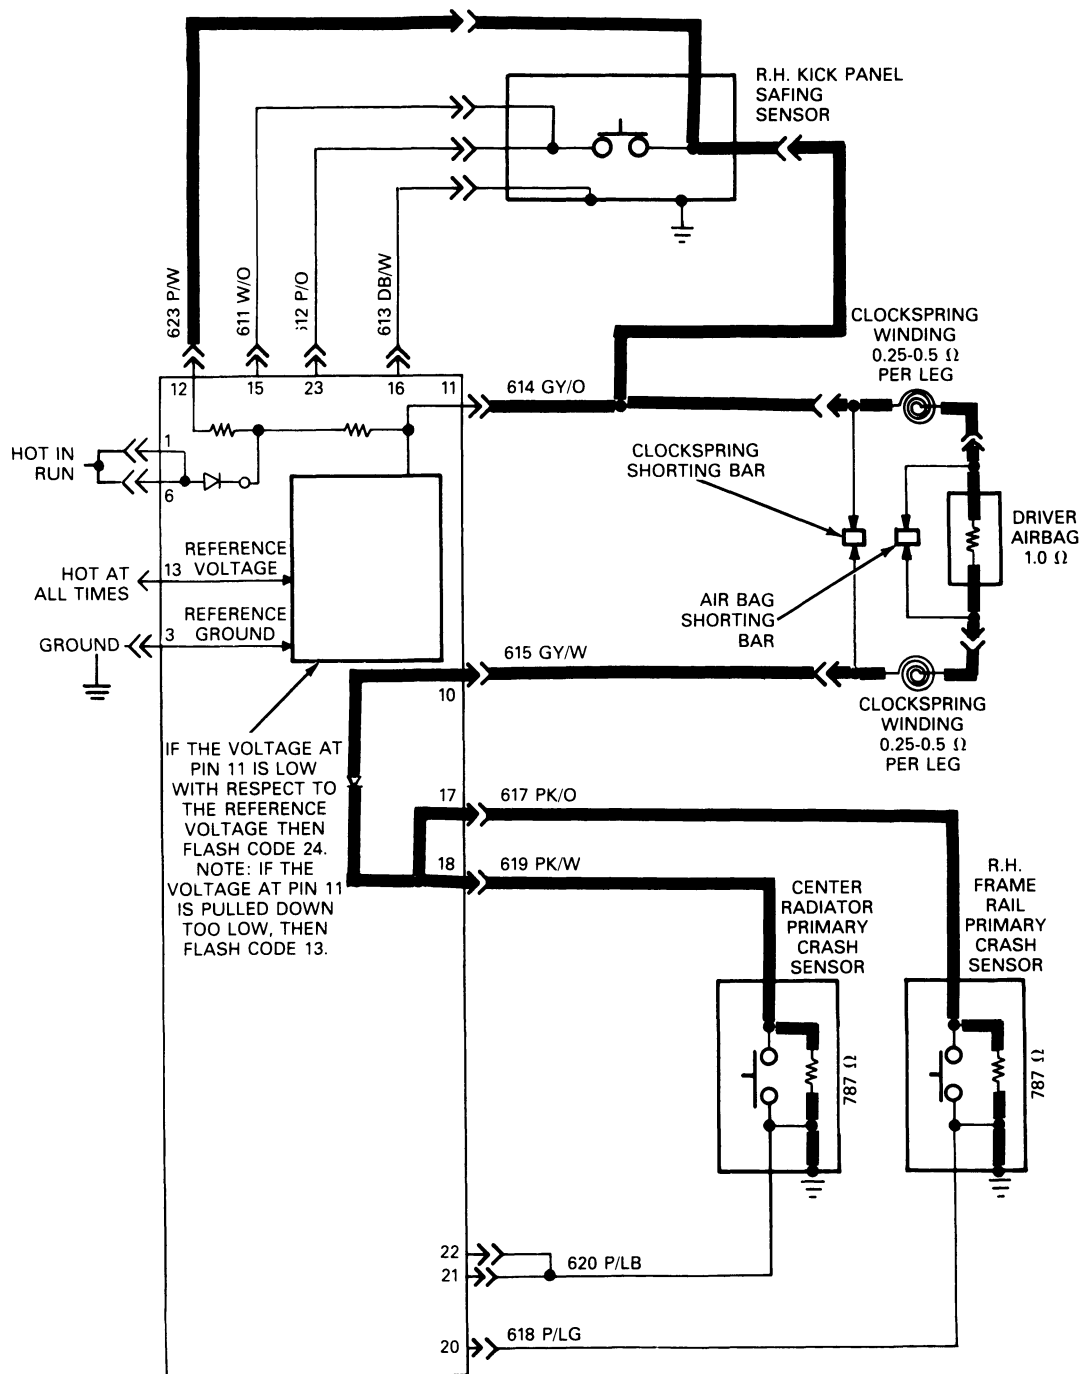 R.H. KICK PANEL
SAFING
SENSOR
623 P/W
611 W/O
12 P/O
613 DB/W
12
15
23
16
11
614 GY/O
CLOCKSPRING
WINDING
0.25-0.5 Ω
PER LEG
HOT IN
RUN
1
6
CLOCKSPRING
SHORTING BAR
DRIVER
AIRBAG
1.0 Ω
REFERENCE
VOLTAGE
13
HOT AT
ALL TIMES
REFERENCE
GROUND
3
GROUND
AIR BAG
SHORTING
BAR
615 GY/W
10
CLOCKSPRING
WINDING
0.25-0.5 Ω
PER LEG
IF THE VOLTAGE AT
PIN 11 IS LOW
WITH RESPECT TO
THE REFERENCE
VOLTAGE THEN
FLASH CODE 24.
NOTE: IF THE
VOLTAGE AT PIN 11
IS PULLED DOWN
TOO LOW, THEN
FLASH CODE 13.
17
617 PK/O
18
619 PK/W
CENTER
RADIATOR
PRIMARY
CRASH
SENSOR
R.H.
FRAME
RAIL
PRIMARY
CRASH
SENSOR
787 Ω
787 Ω
22
21
620 P/LB
20
618 P/LG